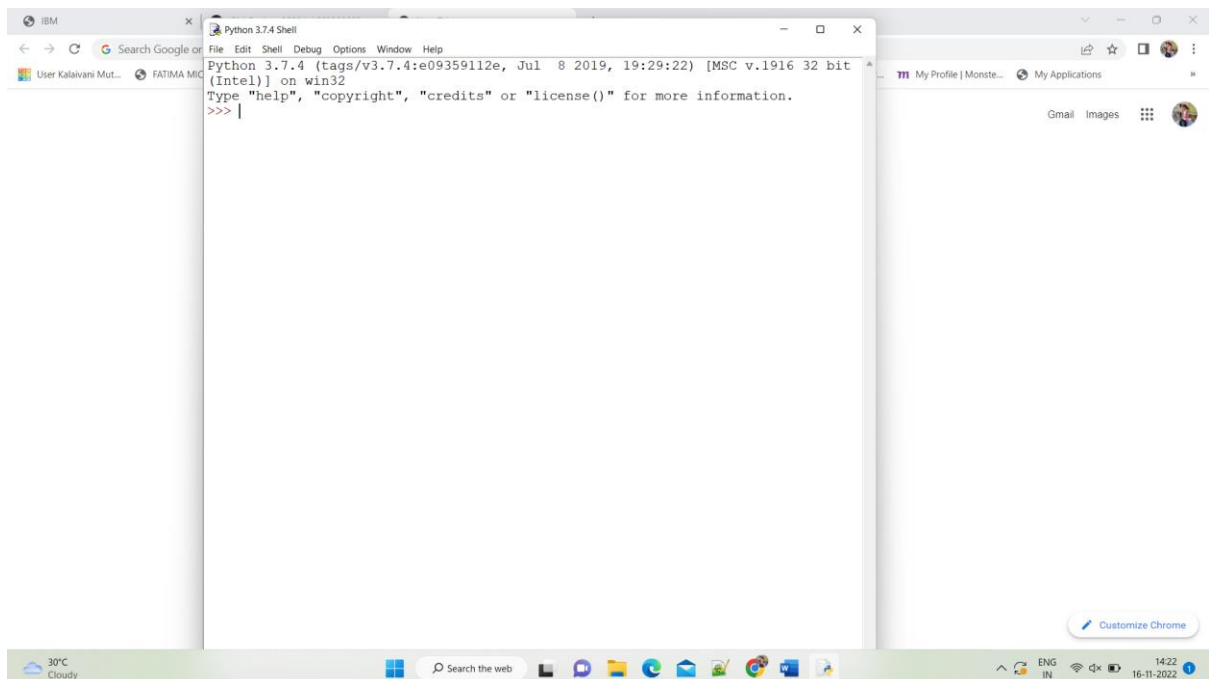 IBM
Python 3.7.4 Shell
Search Google or
File Edit Shell Debug Options Window Help
User Kalaivani Mut...
FATIMA MIC
My Profile | Monste...
My Applications
Python 3.7.4 (tags/v3.7.4:e09359112e, Jul 8 2019, 19:29:22) [MSC v.1916 32 bit
(Intel)] on win32
Type "help", "copyright", "credits" or "license()" for more information.
>>>
Gmail Images
Customize Chrome
30°C
Cloudy
Search the web
ENG
IN
14:22
16-11-2022
1